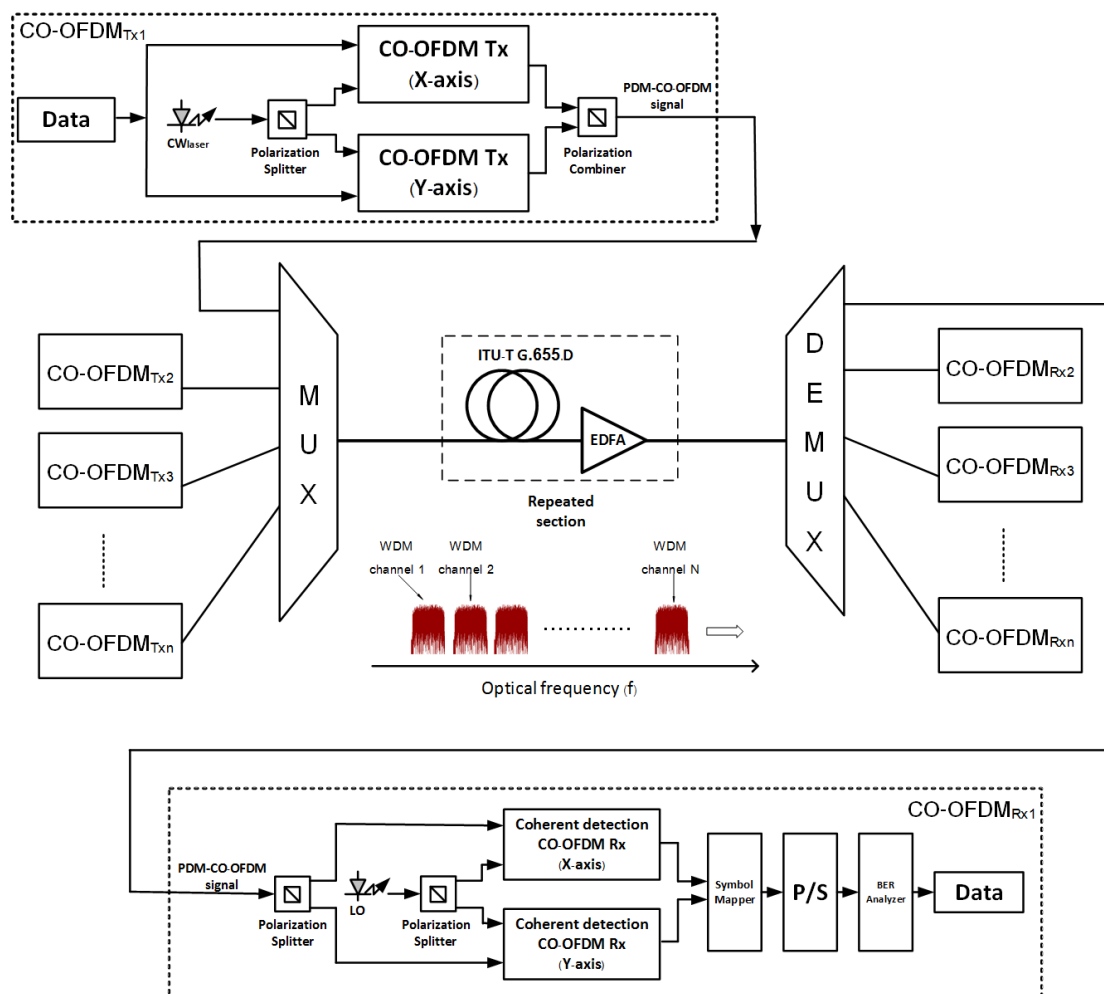 CO-OFDMTx1
Data
CWlaser
Polarization
Splitter
CO-OFDM Tx
(X-axis)
CO-OFDM Tx
(Y-axis)
Polarization
Combiner
PDM-CO-OFDM
signal
CO-OFDMTx2
CO-OFDMTx3
CO-OFDMTxn
M
U
X
ITU-T G.655.D
EDFA
Repeated
section
D
E
M
U
X
CO-OFDMRx2
CO-OFDMRx3
CO-OFDMRxn
WDM
channel 1
WDM
channel 2
WDM
channel N
Optical frequency (f)
CO-OFDMRx1
PDM-CO-OFDM
signal
Polarization
Splitter
LO
Polarization
Splitter
Coherent detection
CO-OFDM Rx
(X-axis)
Coherent detection
CO-OFDM Rx
(Y-axis)
Symbol
Mapper
P/S
BER
Analyzer
Data